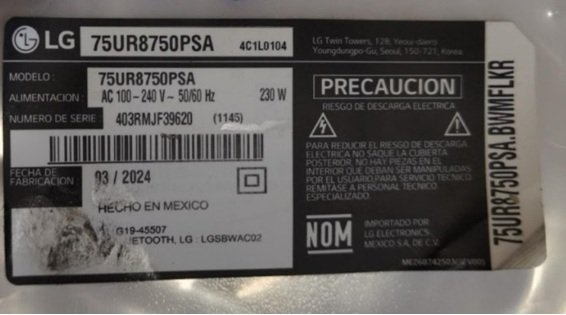 LG 75UR8750PSA 4C1L0104
LG Twin Towers, 128, Yeoui-daero
Youngdungpo-Gu, Seoul, 150-721, Korea
MODELO : 75UR8750PSA
ALIMENTACION : AC 100~240 V ~ 50/60 Hz 230 W
NUMERO DE SERIE : 403RMJF39620 (1145)
FECHA DE
FABRICACION : 03 / 2024
HECHO EN MEXICO
G19-45507
ETOOTH, LG : LGSBWAC02
PRECAUCION
RIESGO DE DESCARGA ELECTRICA
PARA REDUCIR EL RIESGO DE DESCARGA
ELECTRICA NO SAQUE LA CUBIERTA
POSTERIOR. NO HAY PIEZAS EN EL
INTERIOR QUE DEBAN SER MANIPULADAS
POR EL USUARIO.PARA SERVICIO TECNICO
REMITASE A PERSONAL TECNICO
ESPECIALIZADO.
NOM
IMPORTADO POR
LG ELECTRONICS
MEXICO S.A, DE C.V.
75UR8750PSA.BWMFLKR